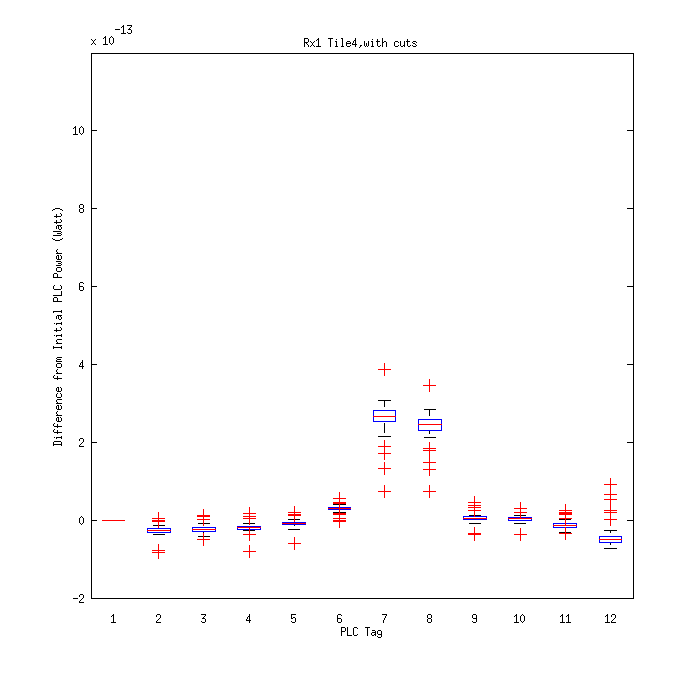 x 10-13
Rx1 Tile4,with cuts
Difference from Initial PLC Power (Watt)
10
8
6
4
2
0
-2
1 2 3 4 5 6 7 8 9 10 11 12
PLC Tag